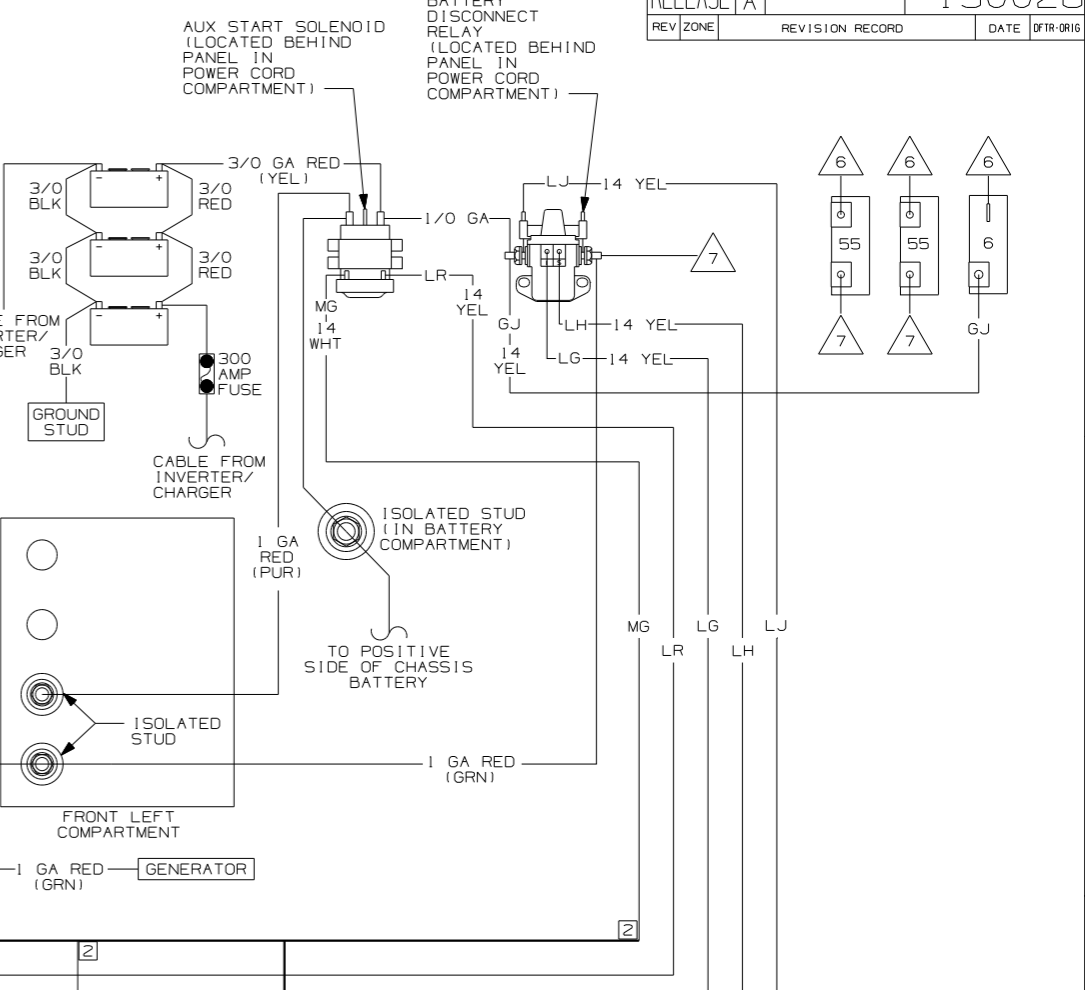 AUX START SOLENOID
(LOCATED BEHIND
PANEL IN
POWER CORD
COMPARTMENT)
BATTERY
DISCONNECT
RELAY
(LOCATED BEHIND
PANEL IN
POWER CORD
COMPARTMENT)
RELEASE A
REV ZONE REVISION RECORD DATE DFTR-ORIG
3/0 GA RED
(YEL)
LJ 14 YEL
6 6 6
- +
3/0
BLK
3/0
RED
1/0 GA
55 55 6
- +
3/0
BLK
3/0
RED
7
LR
14
YEL
MG
14
WHT
- +
GJ
14
YEL
LH 14 YEL
LG 14 YEL
7 7
GJ
3/0
BLK
300
AMP
FUSE
GROUND
STUD
CABLE FROM
INVERTER/
CHARGER
ISOLATED STUD
(IN BATTERY
COMPARTMENT)
1 GA
RED
(PUR)
TO POSITIVE
SIDE OF CHASSIS
BATTERY
MG LG LJ
LR LH
ISOLATED
STUD
1 GA RED
(GRN)
FRONT LEFT
COMPARTMENT
1 GA RED
(GRN)
GENERATOR
2
2